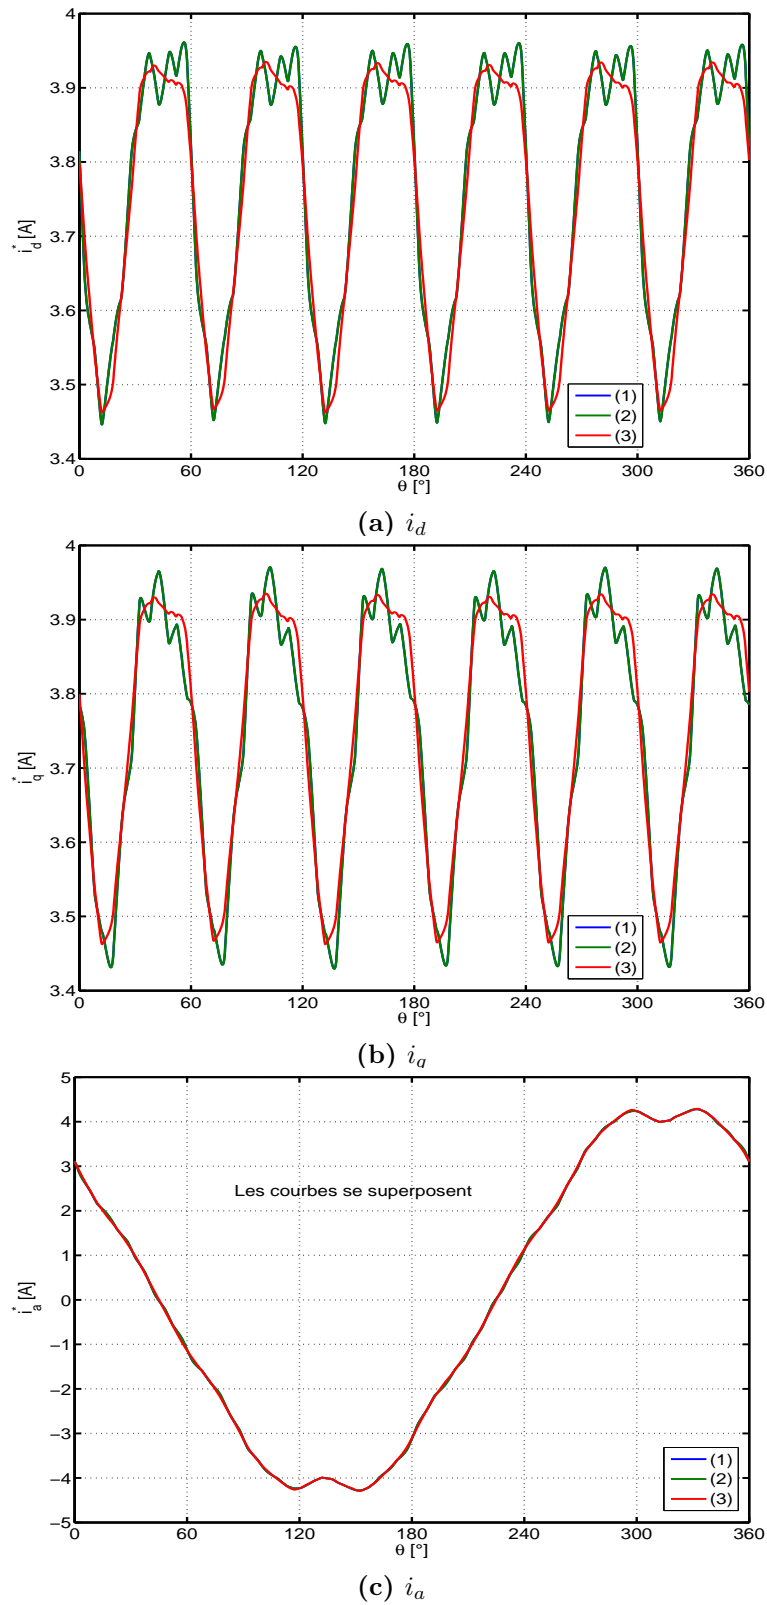 4
3.9
3.8
3.7
3.6
3.5
3.4
i*d [A]
0 60 120 180 240 300 360
θ [°]
(1)
(2)
(3)
(a) id
4
3.9
3.8
3.7
3.6
3.5
3.4
i*q [A]
0 60 120 180 240 300 360
θ [°]
(1)
(2)
(3)
(b) iq
5
4
3
2
1
0
−1
−2
−3
−4
−5
i*a [A]
Les courbes se superposent
0 60 120 180 240 300 360
θ [°]
(1)
(2)
(3)
(c) ia